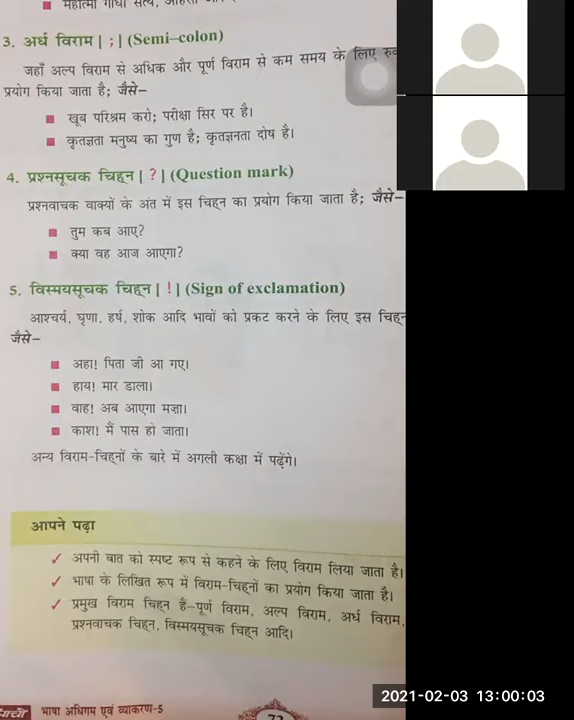 ■ महात्मा गांधी सत्य,
3. अर्ध विराम | ; | (Semi–colon)
जहाँ अल्प विराम से अधिक और पूर्ण विराम से कम समय के लिए
प्रयोग किया जाता है; जैसे–
■ खूब परिश्रम करो; परीक्षा सिर पर है।
■ कृतज्ञता मनुष्य का गुण है; कृतज्ञनता दोष है।
4. प्रश्नसूचक चिह्न | ? | (Question mark)
प्रश्नवाचक वाक्यों के अंत में इस चिह्न का प्रयोग किया जाता है; जैसे–
■ तुम कब आए?
■ क्या वह आज आएगा?
5. विस्मयसूचक चिह्न | ! | (Sign of exclamation)
आश्चर्य, घृणा, हर्ष, शोक आदि भावों को प्रकट करने के लिए इस चिह्न
जैसे–
■ अहा! पिता जी आ गए।
■ हाय! मार डाला।
■ वाह! अब आएगा मज़ा।
■ काश! मैं पास हो जाता।
अन्य विराम-चिह्नों के बारे में अगली कक्षा में पढ़ेंगे।
आपने पढ़ा
✓ अपनी बात को स्पष्ट रूप से कहने के लिए विराम लिया जाता है।
✓ भाषा के लिखित रूप में विराम-चिह्नों का प्रयोग किया जाता है।
✓ प्रमुख विराम चिह्न हैं–पूर्ण विराम, अल्प विराम, अर्ध विराम,
प्रश्नवाचक चिह्न, विस्मयसूचक चिह्न आदि।
भाषा अधिगम एवं व्याकरण-5
2021-02-03 13:00:03